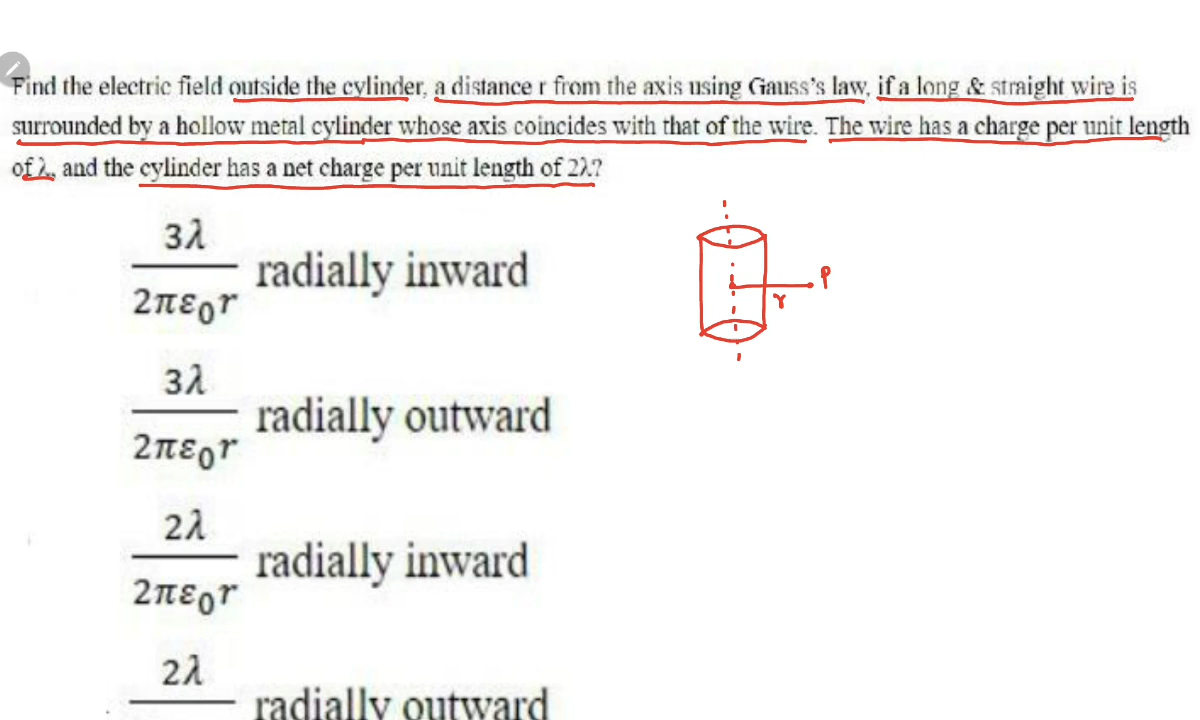 Find the electric field outside the cylinder, a distance r from the axis using Gauss's law, if a long & straight wire is
surrounded by a hollow metal cylinder whose axis coincides with that of the wire. The wire has a charge per unit length
of λ, and the cylinder has a net charge per unit length of 2λ?
3λ
2πε₀r
radially inward
3λ
2πε₀r
radially outward
2λ
2πε₀r
radially inward
2λ
radially outward
P
r